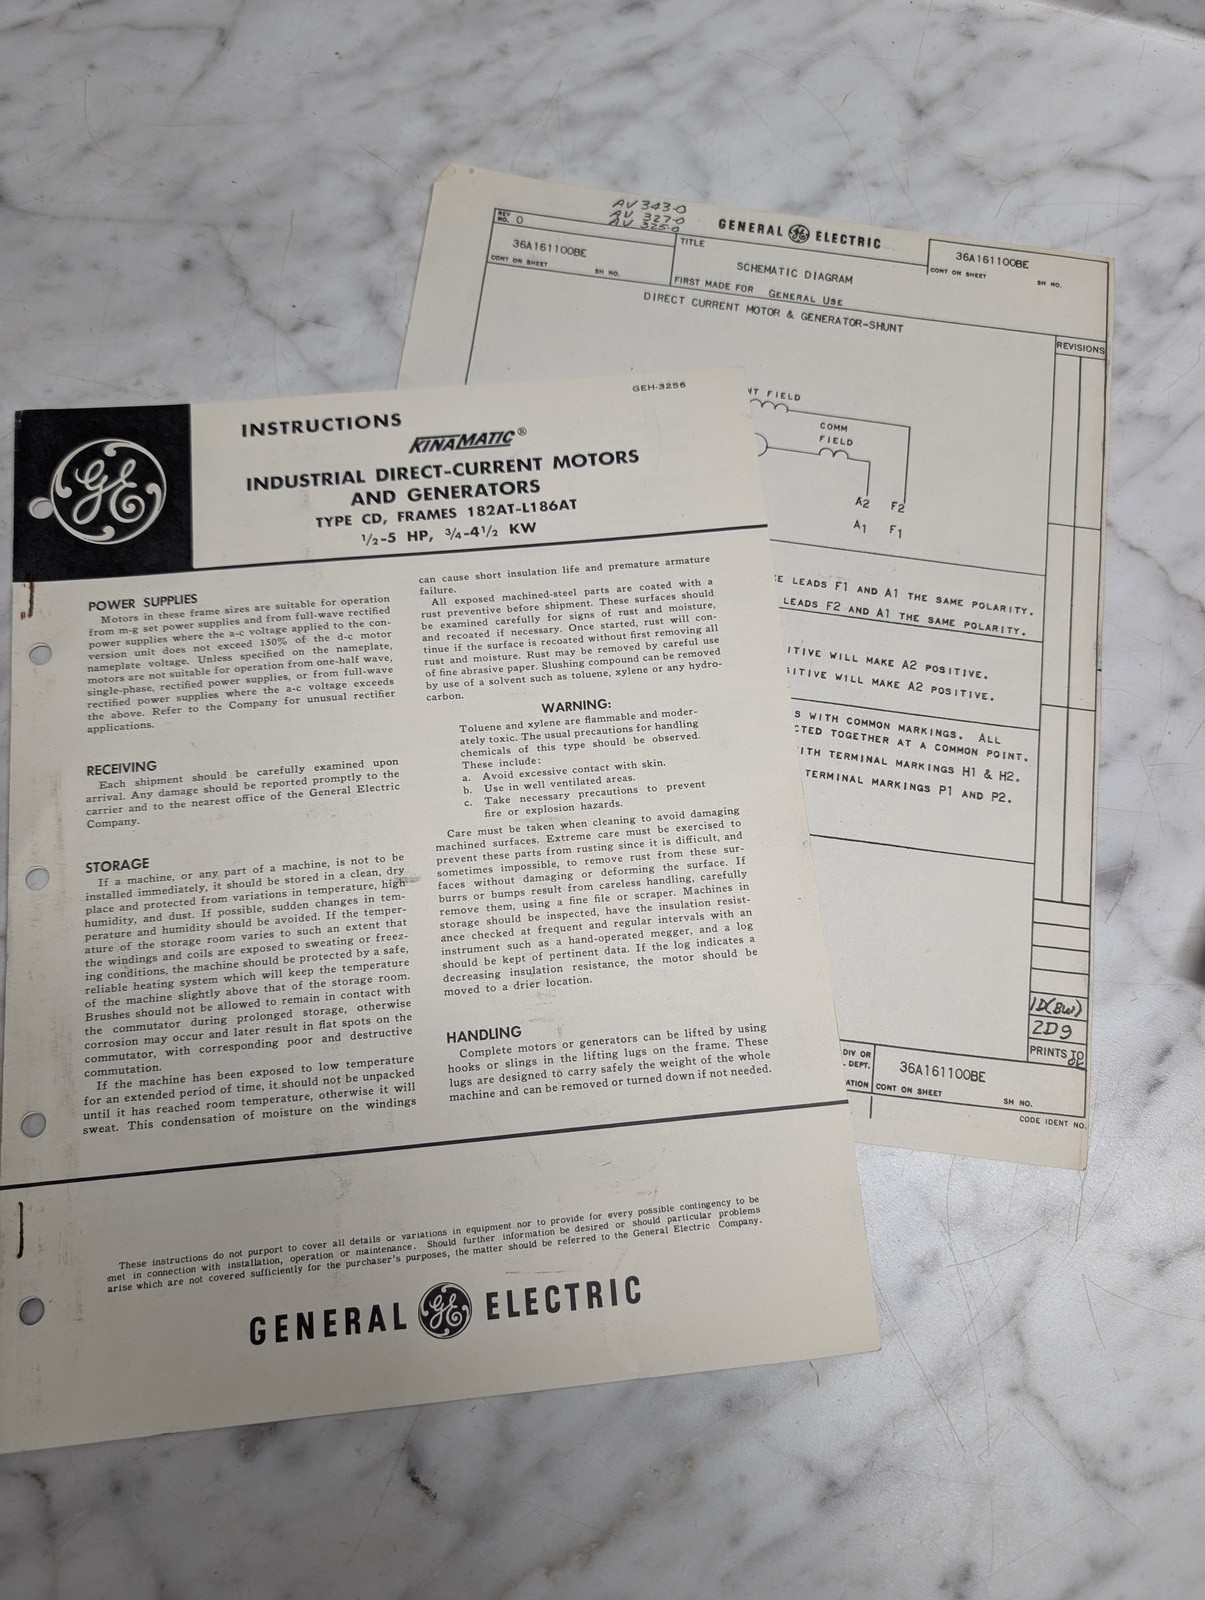 GEH-3256
INSTRUCTIONS
KINAMATIC®
INDUSTRIAL DIRECT-CURRENT MOTORS
AND GENERATORS
TYPE CD, FRAMES 182AT-L186AT
1/2-5 HP, 3/4-4 1/2 KW
POWER SUPPLIES
Motors in these frame sizes are suitable for operation
from m-g set power supplies and from full-wave rectified
power supplies where the a-c voltage applied to the con-
version unit does not exceed 150% of the d-c motor
nameplate voltage. Unless specified on the nameplate,
motors are not suitable for operation from one-half wave,
single-phase, rectified power supplies, or from full-wave
rectified power supplies where the a-c voltage exceeds
the above. Refer to the Company for unusual rectifier
applications.
RECEIVING
Each shipment should be carefully examined upon
arrival. Any damage should be reported promptly to the
carrier and to the nearest office of the General Electric
Company.
STORAGE
If a machine, or any part of a machine, is not to be
installed immediately, it should be stored in a clean, dry
place and protected from variations in temperature, high
humidity, and dust. If possible, sudden changes in tem-
perature and humidity should be avoided. If the temper-
ature of the storage room varies to such an extent that
the windings and coils are exposed to sweating or freez-
ing conditions, the machine should be protected by a safe,
reliable heating system which will keep the temperature
of the machine slightly above that of the storage room.
Brushes should not be allowed to remain in contact with
the commutator during prolonged storage, otherwise
corrosion may occur and later result in flat spots on the
commutator, with corresponding poor and destructive
commutation.
If the machine has been exposed to low temperature
for an extended period of time, it should not be unpacked
until it has reached room temperature, otherwise it will
sweat. This condensation of moisture on the windings
can cause short insulation life and premature armature
failure.
All exposed machined-steel parts are coated with a
rust preventive before shipment. These surfaces should
be examined carefully for signs of rust and moisture,
and recoated if necessary. Once started, rust will con-
tinue if the surface is recoated without first removing all
rust and moisture. Rust may be removed by careful use
of fine abrasive paper. Slushing compound can be removed
by use of a solvent such as toluene, xylene or any hydro-
carbon.
WARNING:
Toluene and xylene are flammable and moder-
ately toxic. The usual precautions for handling
chemicals of this type should be observed.
These include:
a. Avoid excessive contact with skin.
b. Use in well ventilated areas.
c. Take necessary precautions to prevent
fire or explosion hazards.
Care must be taken when cleaning to avoid damaging
machined surfaces. Extreme care must be exercised to
prevent these parts from rusting since it is difficult, and
sometimes impossible, to remove rust from these sur-
faces without damaging or deforming the surface. If
burrs or bumps result from careless handling, carefully
remove them, using a fine file or scraper. Machines in
storage should be inspected, have the insulation resist-
ance checked at frequent and regular intervals with an
instrument such as a hand-operated megger, and a log
should be kept of pertinent data. If the log indicates a
decreasing insulation resistance, the motor should be
moved to a drier location.
HANDLING
Complete motors or generators can be lifted by using
hooks or slings in the lifting lugs on the frame. These
lugs are designed to carry safely the weight of the whole
machine and can be removed or turned down if not needed.
These instructions do not purport to cover all details or variations in equipment nor to provide for every possible contingency to be
met in connection with installation, operation or maintenance. Should further information be desired or should particular problems
arise which are not covered sufficiently for the purchaser's purposes, the matter should be referred to the General Electric Company.
GENERAL GE ELECTRIC
AV 343-0
AV 327-0
AV 325-0
REV NO. 0
GENERAL GE ELECTRIC
36A161100BE
CONT ON SHEET SH NO.
TITLE
SCHEMATIC DIAGRAM
FIRST MADE FOR GENERAL USE
36A161100BE
CONT ON SHEET SH NO.
DIRECT CURRENT MOTOR & GENERATOR-SHUNT
REVISIONS
NT FIELD
COMM
FIELD
A2 F2
A1 F1
E LEADS F1 AND A1 THE SAME POLARITY.
LEADS F2 AND A1 THE SAME POLARITY.
ITIVE WILL MAKE A2 POSITIVE.
SITIVE WILL MAKE A2 POSITIVE.
S WITH COMMON MARKINGS. ALL
CTED TOGETHER AT A COMMON POINT.
ITH TERMINAL MARKINGS H1 & H2.
TERMINAL MARKINGS P1 AND P2.
1D(BW)
2D9
PRINTS TO
DIV OR
DEPT.
ATION
36A161100BE
CONT ON SHEET SH NO.
CODE IDENT NO.